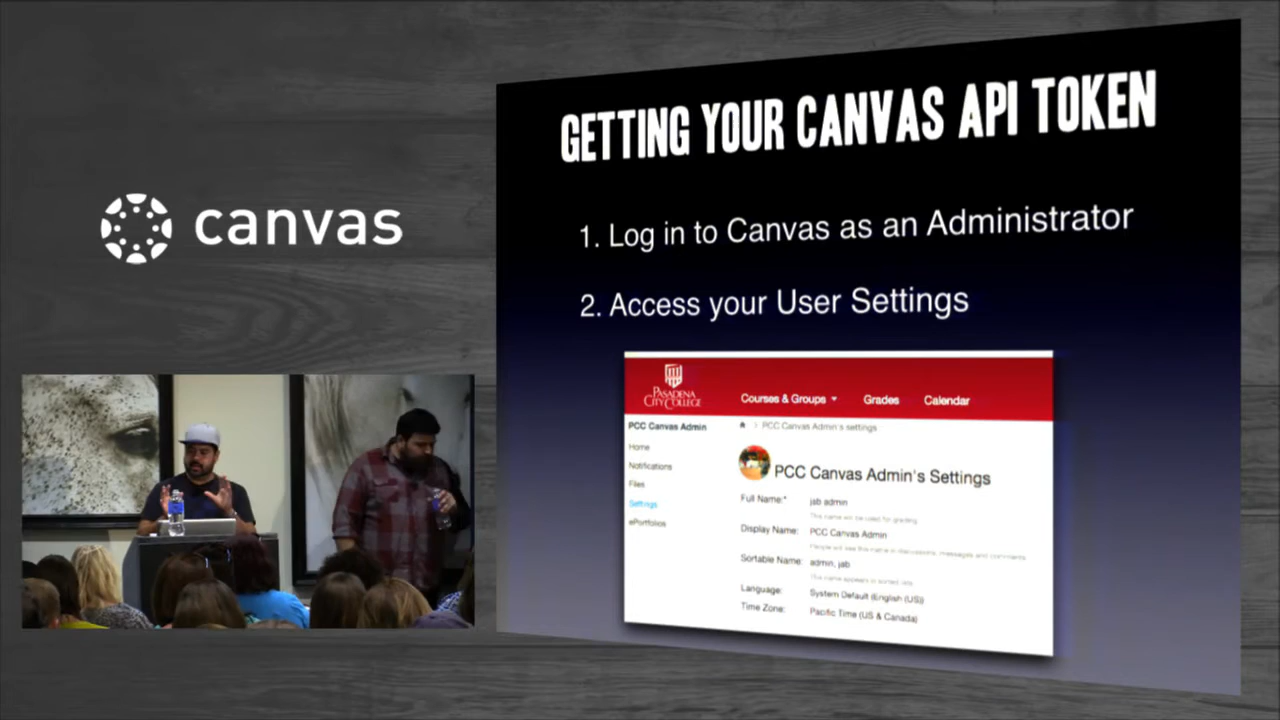 canvas
GETTING YOUR CANVAS API TOKEN
1. Log in to Canvas as an Administrator
2. Access your User Settings
PASADENA
CITY COLLEGE
Courses & Groups
Grades
Calendar
PCC Canvas Admin
Home
Notifications
Files
Settings
ePortfolios
PCC Canvas Admin's settings
PCC Canvas Admin's Settings
Full Name:* jab admin
This name will be used for grading.
Display Name: PCC Canvas Admin
People will see this name in discussions, messages and comments.
Sortable Name: admin, jab
This name appears in sorted lists.
Language: System Default (English (US))
Time Zone: Pacific Time (US & Canada)